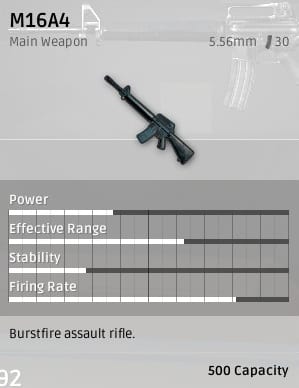 M16A4
Main Weapon 5.56mm 30
Power
Effective Range
Stability
Firing Rate
Burstfire assault rifle.
500 Capacity
92